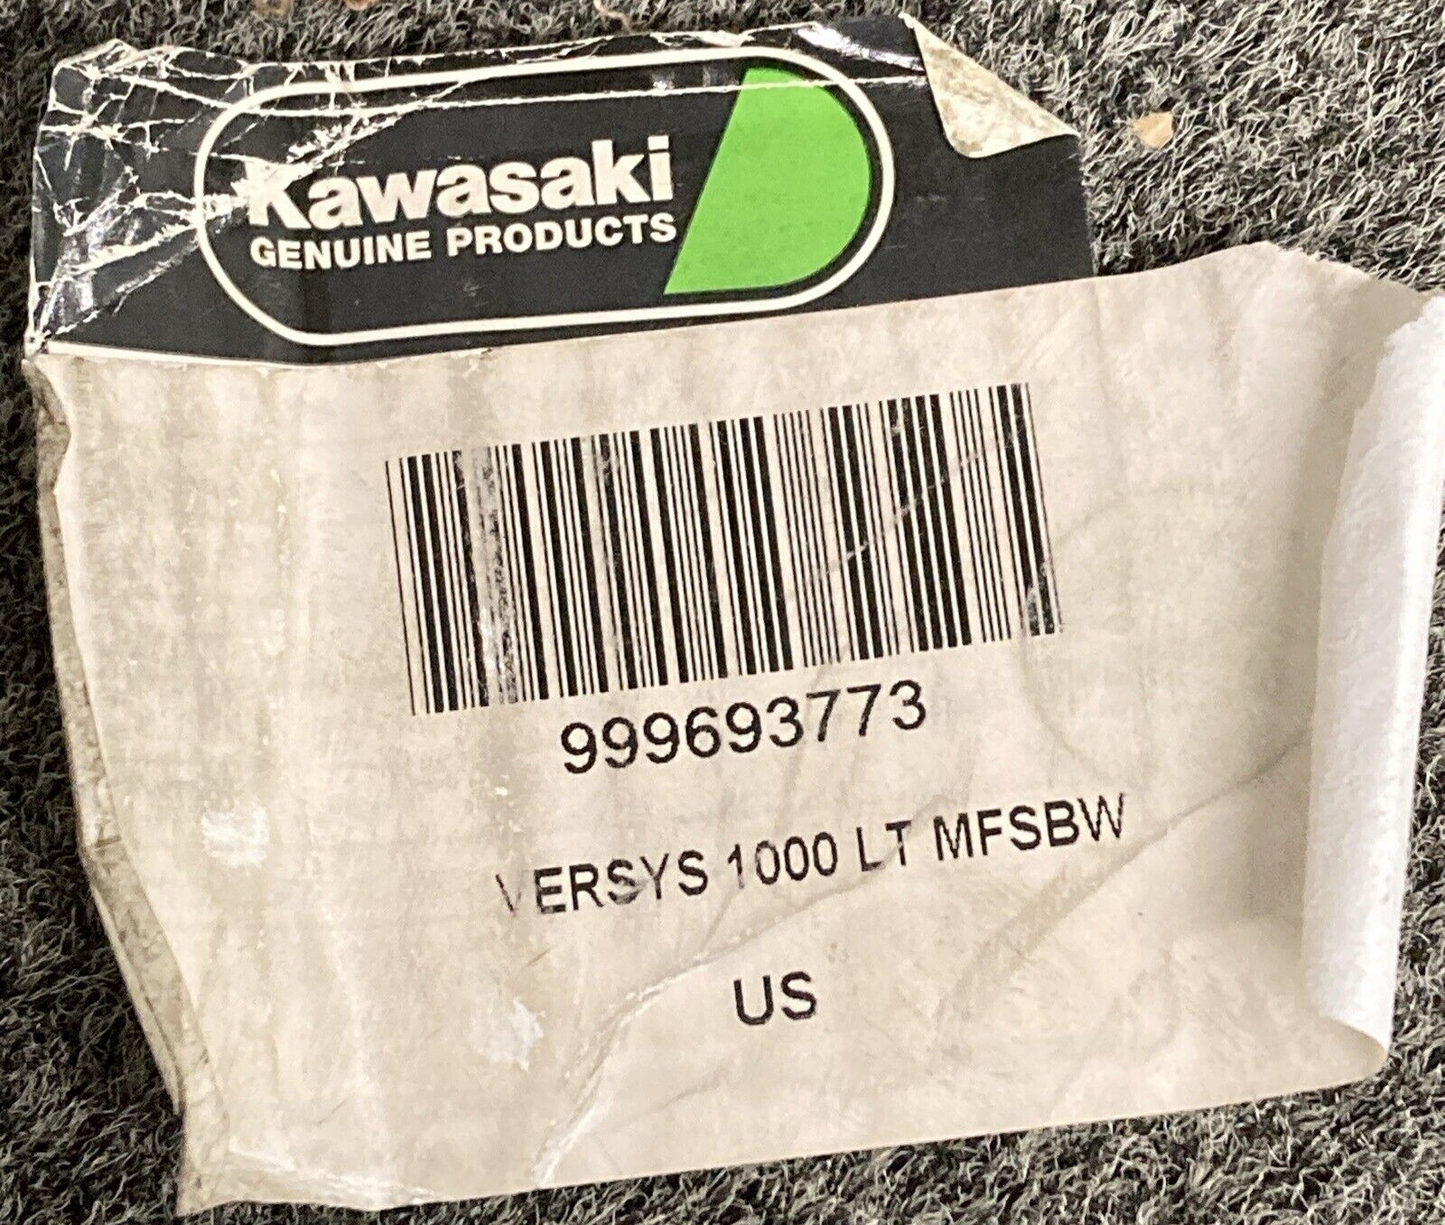 Kawasaki
GENUINE PRODUCTS
999693773
VERSYS 1000 LT MFSBW
US